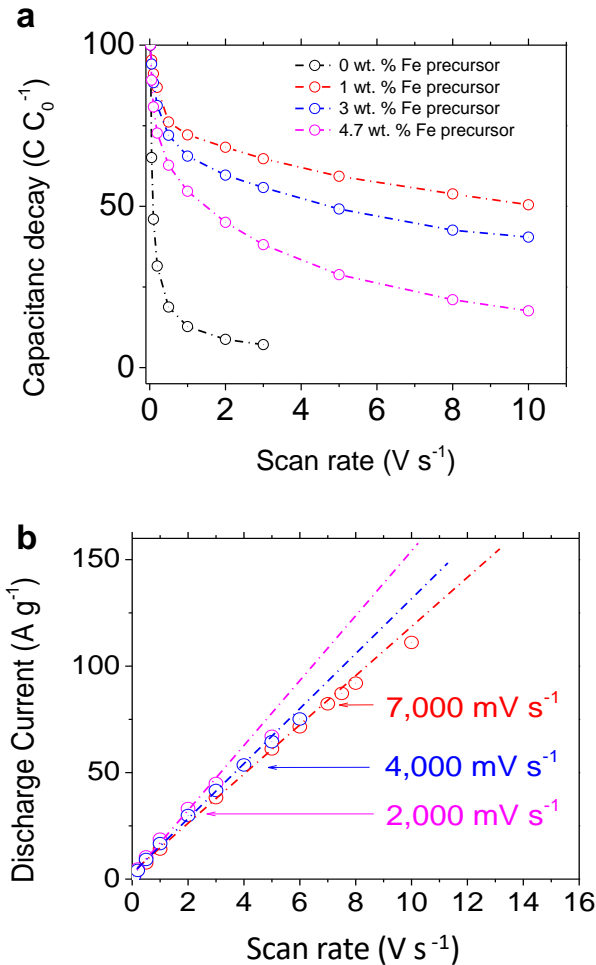 a
100
50
0
Capacitanc decay (C C₀⁻¹)
0 wt. % Fe precursor
1 wt. % Fe precursor
3 wt. % Fe precursor
4.7 wt. % Fe precursor
0 2 4 6 8 10
Scan rate (V s⁻¹)
b
150
100
50
0
Discharge Current (A g⁻¹)
7,000 mV s⁻¹
4,000 mV s⁻¹
2,000 mV s⁻¹
0 2 4 6 8 10 12 14 16
Scan rate (V s⁻¹)